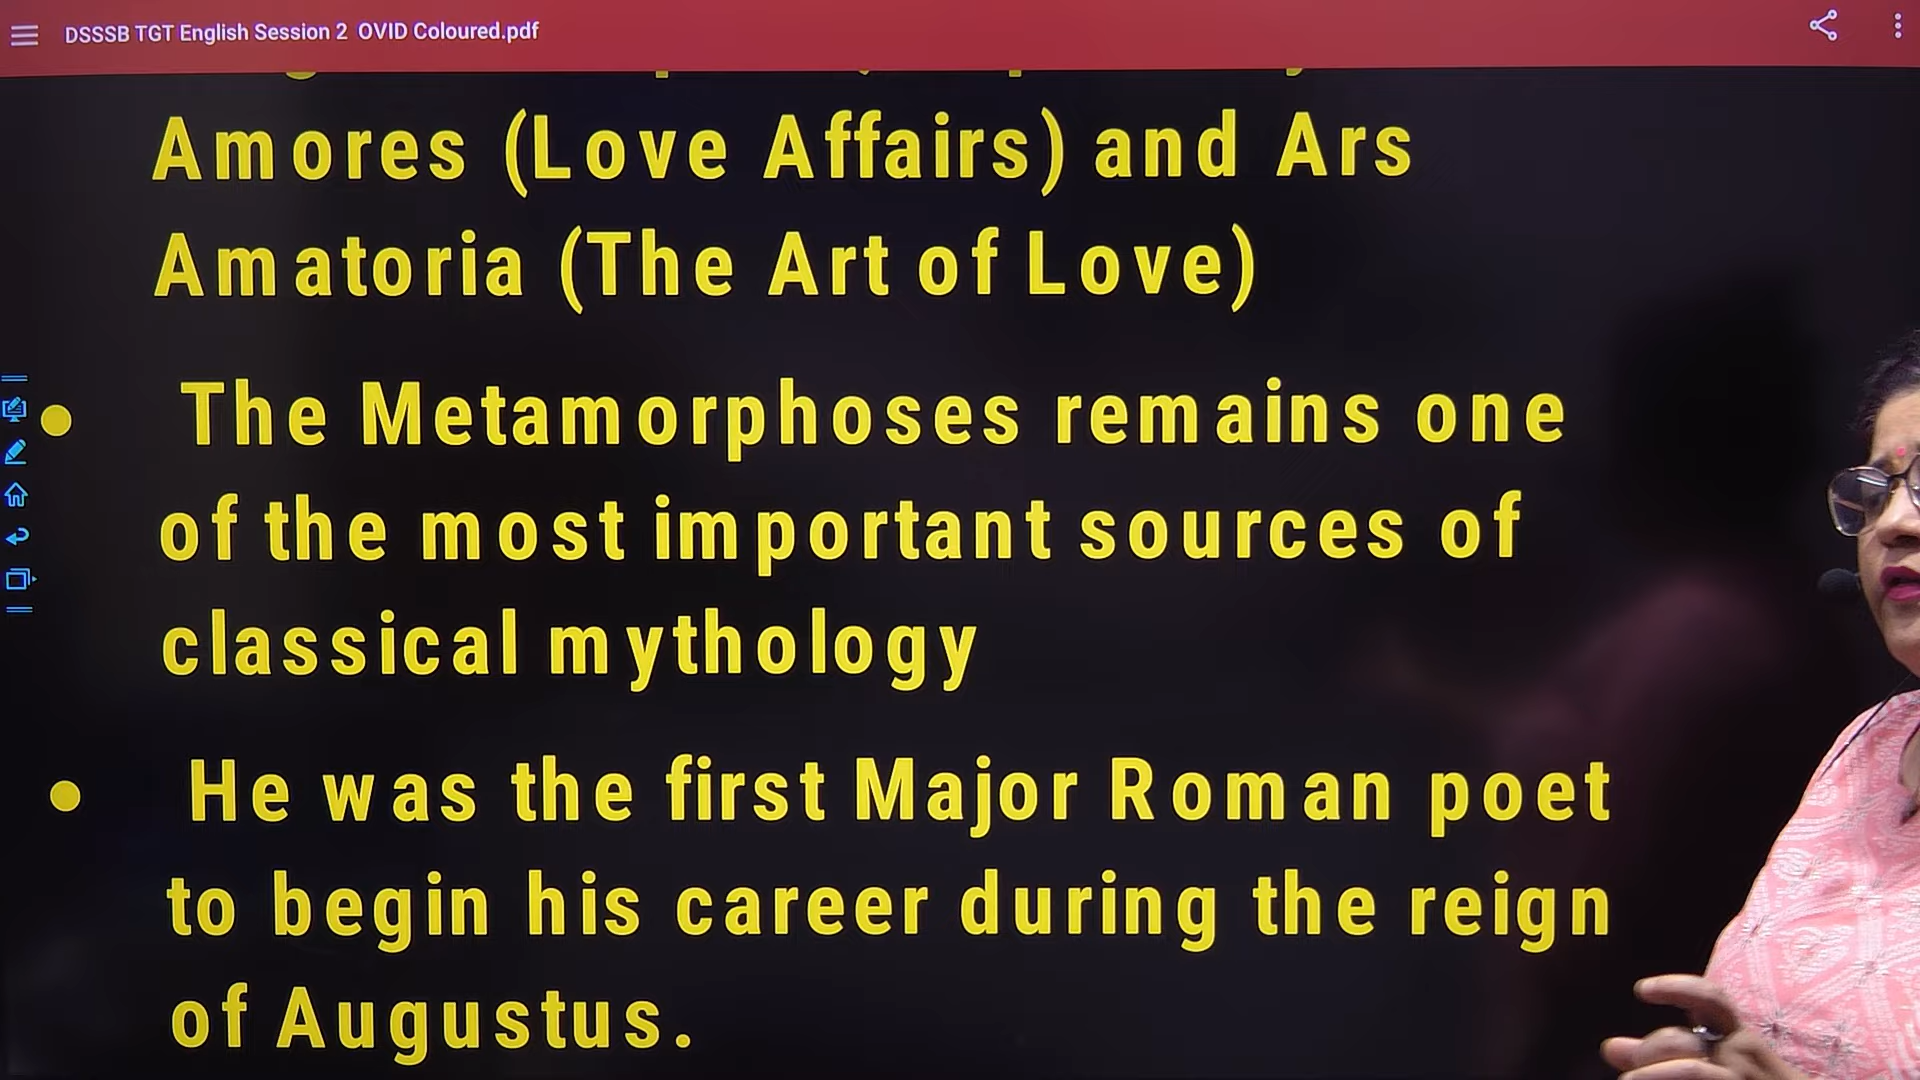 DSSSB TGT English Session 2 OVID Coloured.pdf
Amores (Love Affairs) and Ars
Amatoria (The Art of Love)
• The Metamorphoses remains one
of the most important sources of
classical mythology
• He was the first Major Roman poet
to begin his career during the reign
of Augustus.